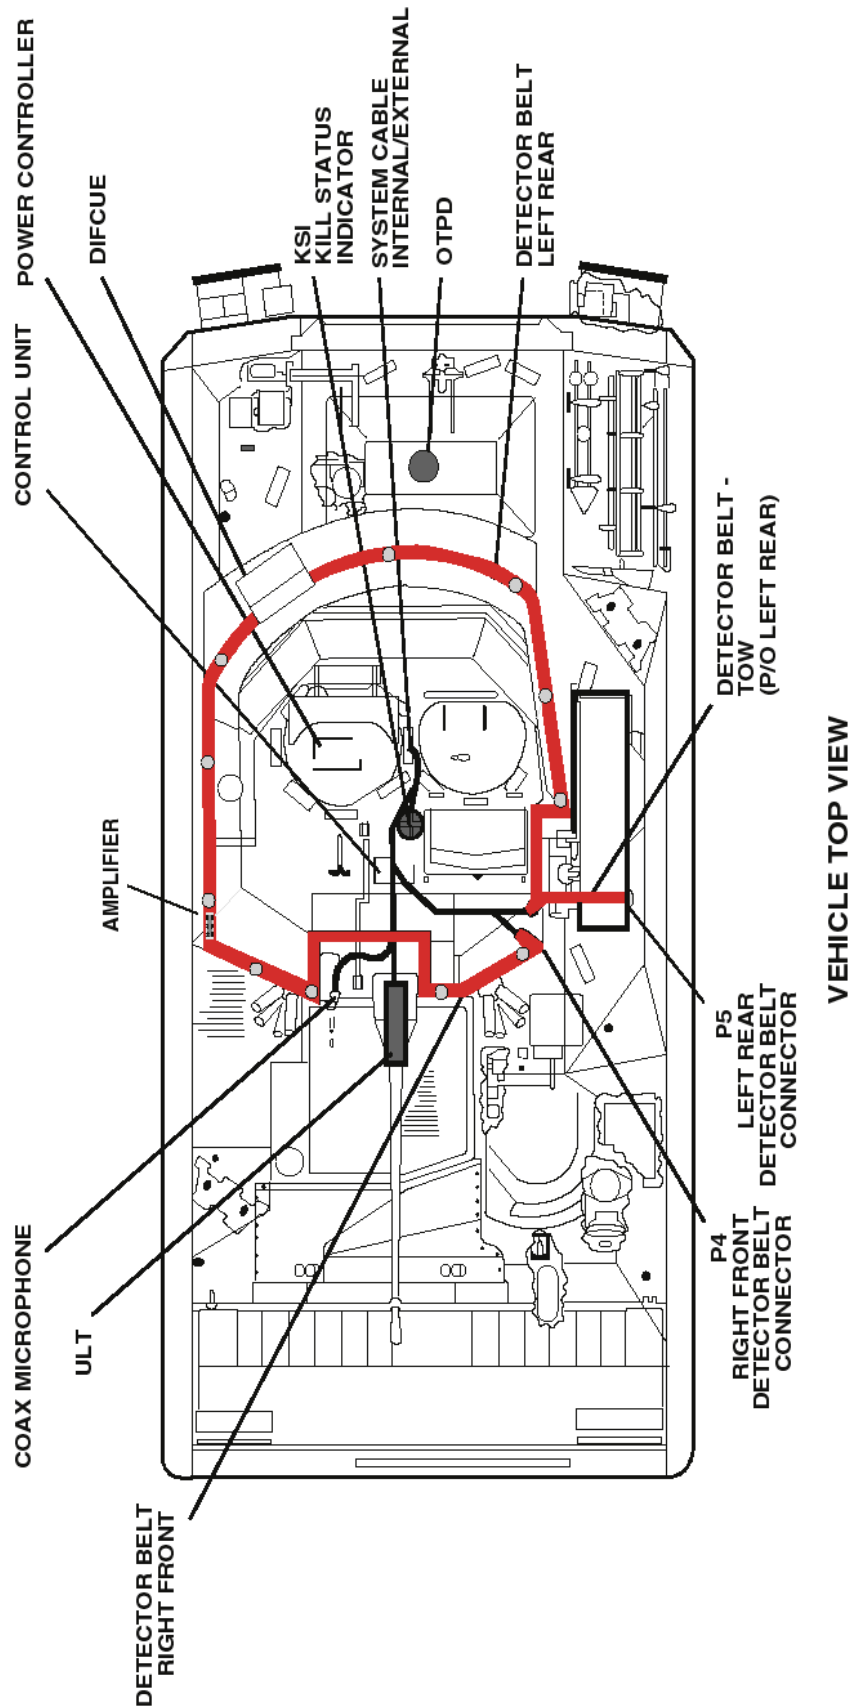 COAX MICROPHONE
CONTROL UNIT
POWER CONTROLLER
ULT
DIFCUE
AMPLIFIER
DETECTOR BELT
RIGHT FRONT
KSI
KILL STATUS
INDICATOR
SYSTEM CABLE
INTERNAL/EXTERNAL
OTPD
DETECTOR BELT
LEFT REAR
DETECTOR BELT -
TOW
(P/O LEFT REAR)
P5
LEFT REAR
DETECTOR BELT
CONNECTOR
P4
RIGHT FRONT
DETECTOR BELT
CONNECTOR
VEHICLE TOP VIEW